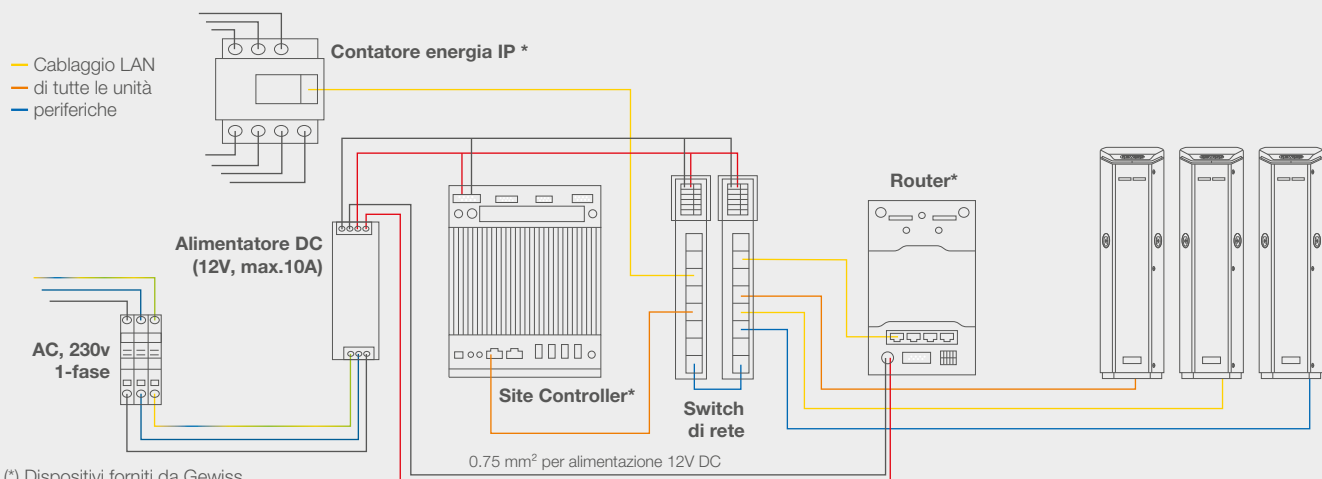 Contatore energia IP *
Cablaggio LAN
di tutte le unità
periferiche
Router*
Alimentatore DC
(12V, max.10A)
AC, 230v
1-fase
Site Controller*
Switch
di rete
0.75 mm² per alimentazione 12V DC
(*) Dispositivi forniti da Gewiss